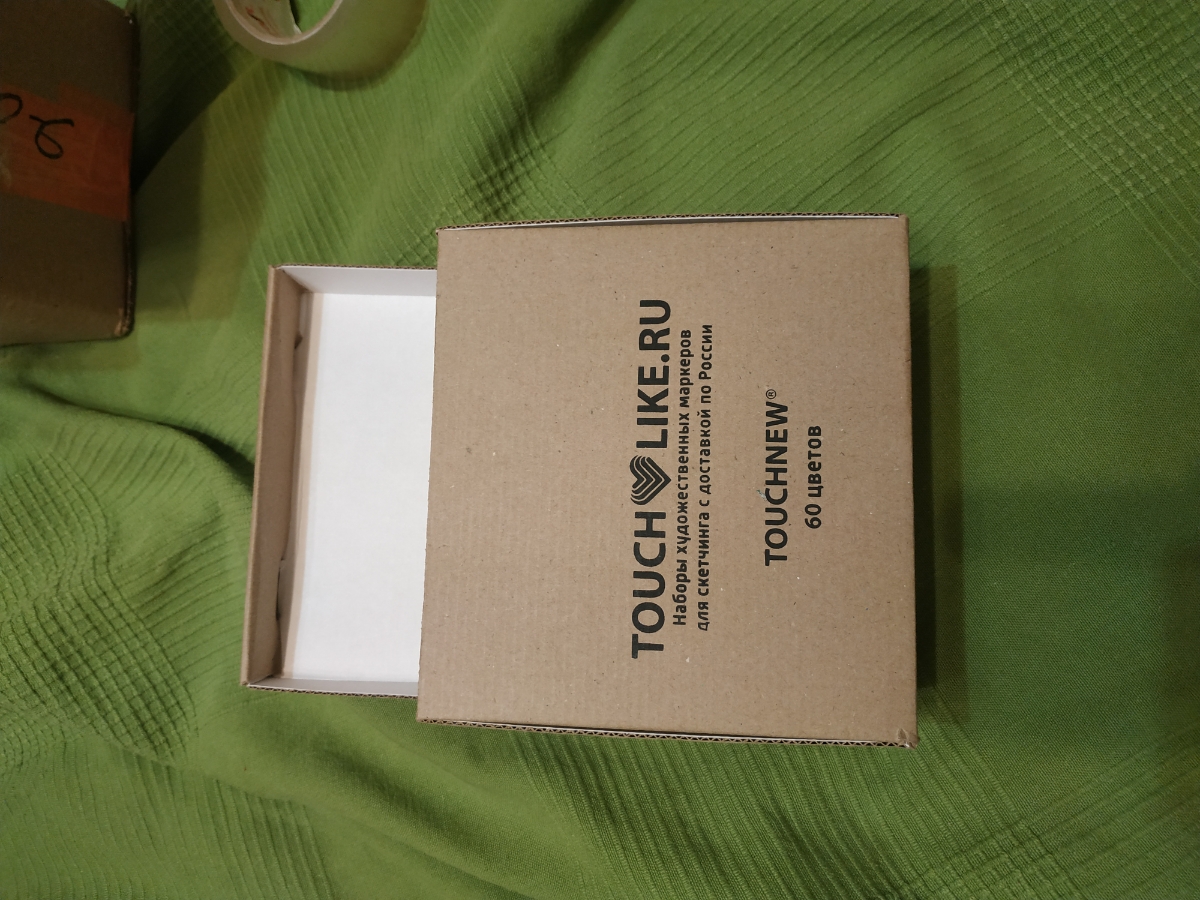 TOUCH LIKE.RU
Наборы художественных маркеров
для скетчинга с доставкой по России
TOUCHNEW®
60 цветов